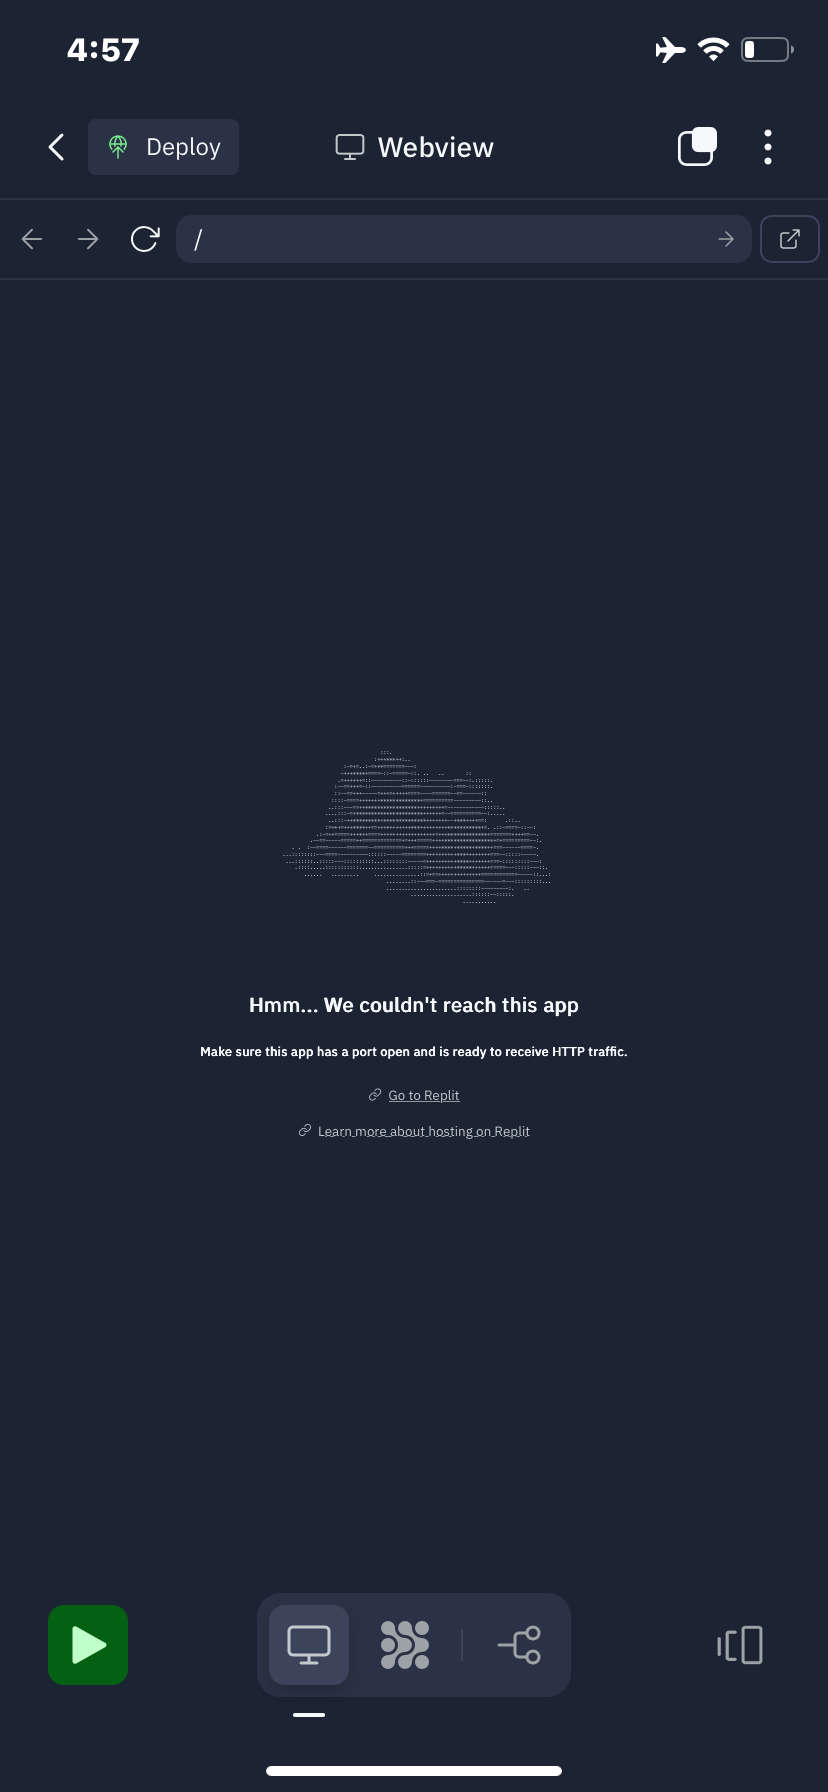 4:57
Deploy
Webview
/
Hmm... We couldn't reach this app
Make sure this app has a port open and is ready to receive HTTP traffic.
Go to Replit
Learn more about hosting on Replit